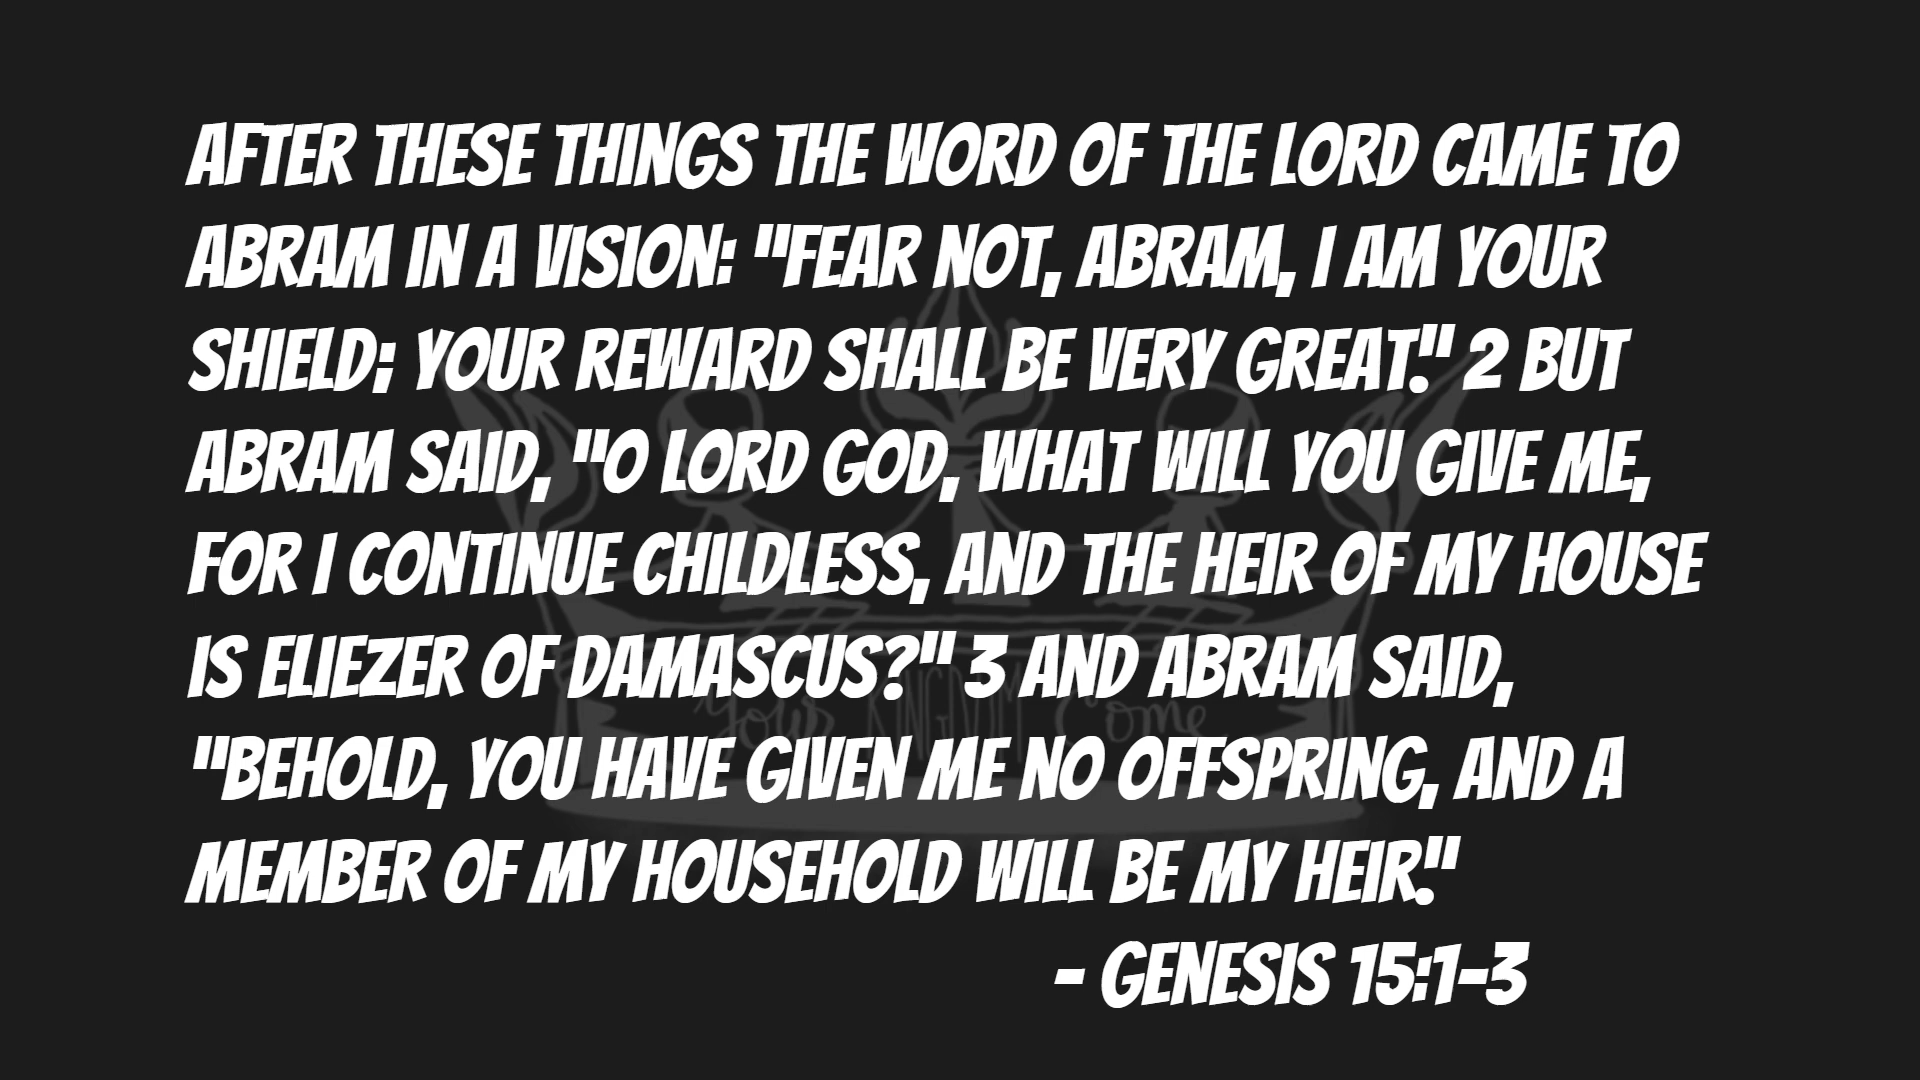 AFTER THESE THINGS THE WORD OF THE LORD CAME TO
ABRAM IN A VISION: "FEAR NOT, ABRAM, I AM YOUR
SHIELD; YOUR REWARD SHALL BE VERY GREAT." 2 BUT
ABRAM SAID, "O LORD GOD, WHAT WILL YOU GIVE ME,
FOR I CONTINUE CHILDLESS, AND THE HEIR OF MY HOUSE
IS ELIEZER OF DAMASCUS?" 3 AND ABRAM SAID,
Your KINGDOM Come
"BEHOLD, YOU HAVE GIVEN ME NO OFFSPRING, AND A
MEMBER OF MY HOUSEHOLD WILL BE MY HEIR."
- GENESIS 15:1-3